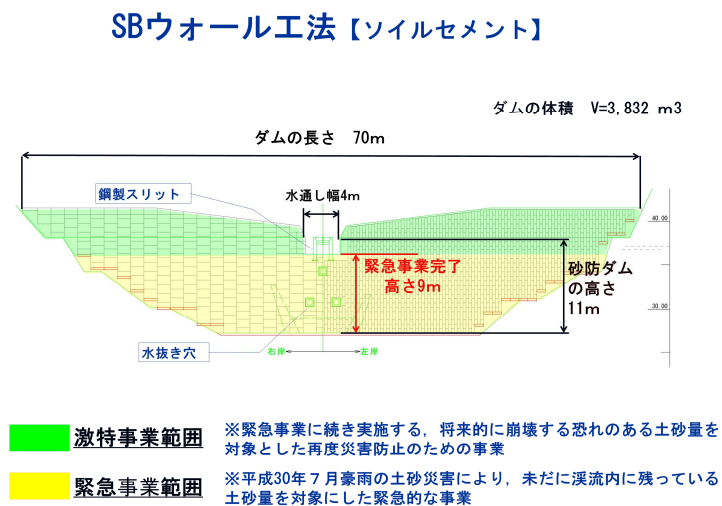 SBウォール工法【ソイルセメント】
ダムの体積　V=3,832 m3
ダムの長さ　70m
鋼製スリット
水通し幅4m
40.00
緊急事業完了
高さ9m
砂防ダム
の高さ
11m
30.00
水抜き穴
右岸
左岸
激特事業範囲
※緊急事業に続き実施する，将来的に崩壊する恐れのある土砂量を
対象とした再度災害防止のための事業
緊急事業範囲
※平成30年７月豪雨の土砂災害により，未だに渓流内に残っている
土砂量を対象にした緊急的な事業